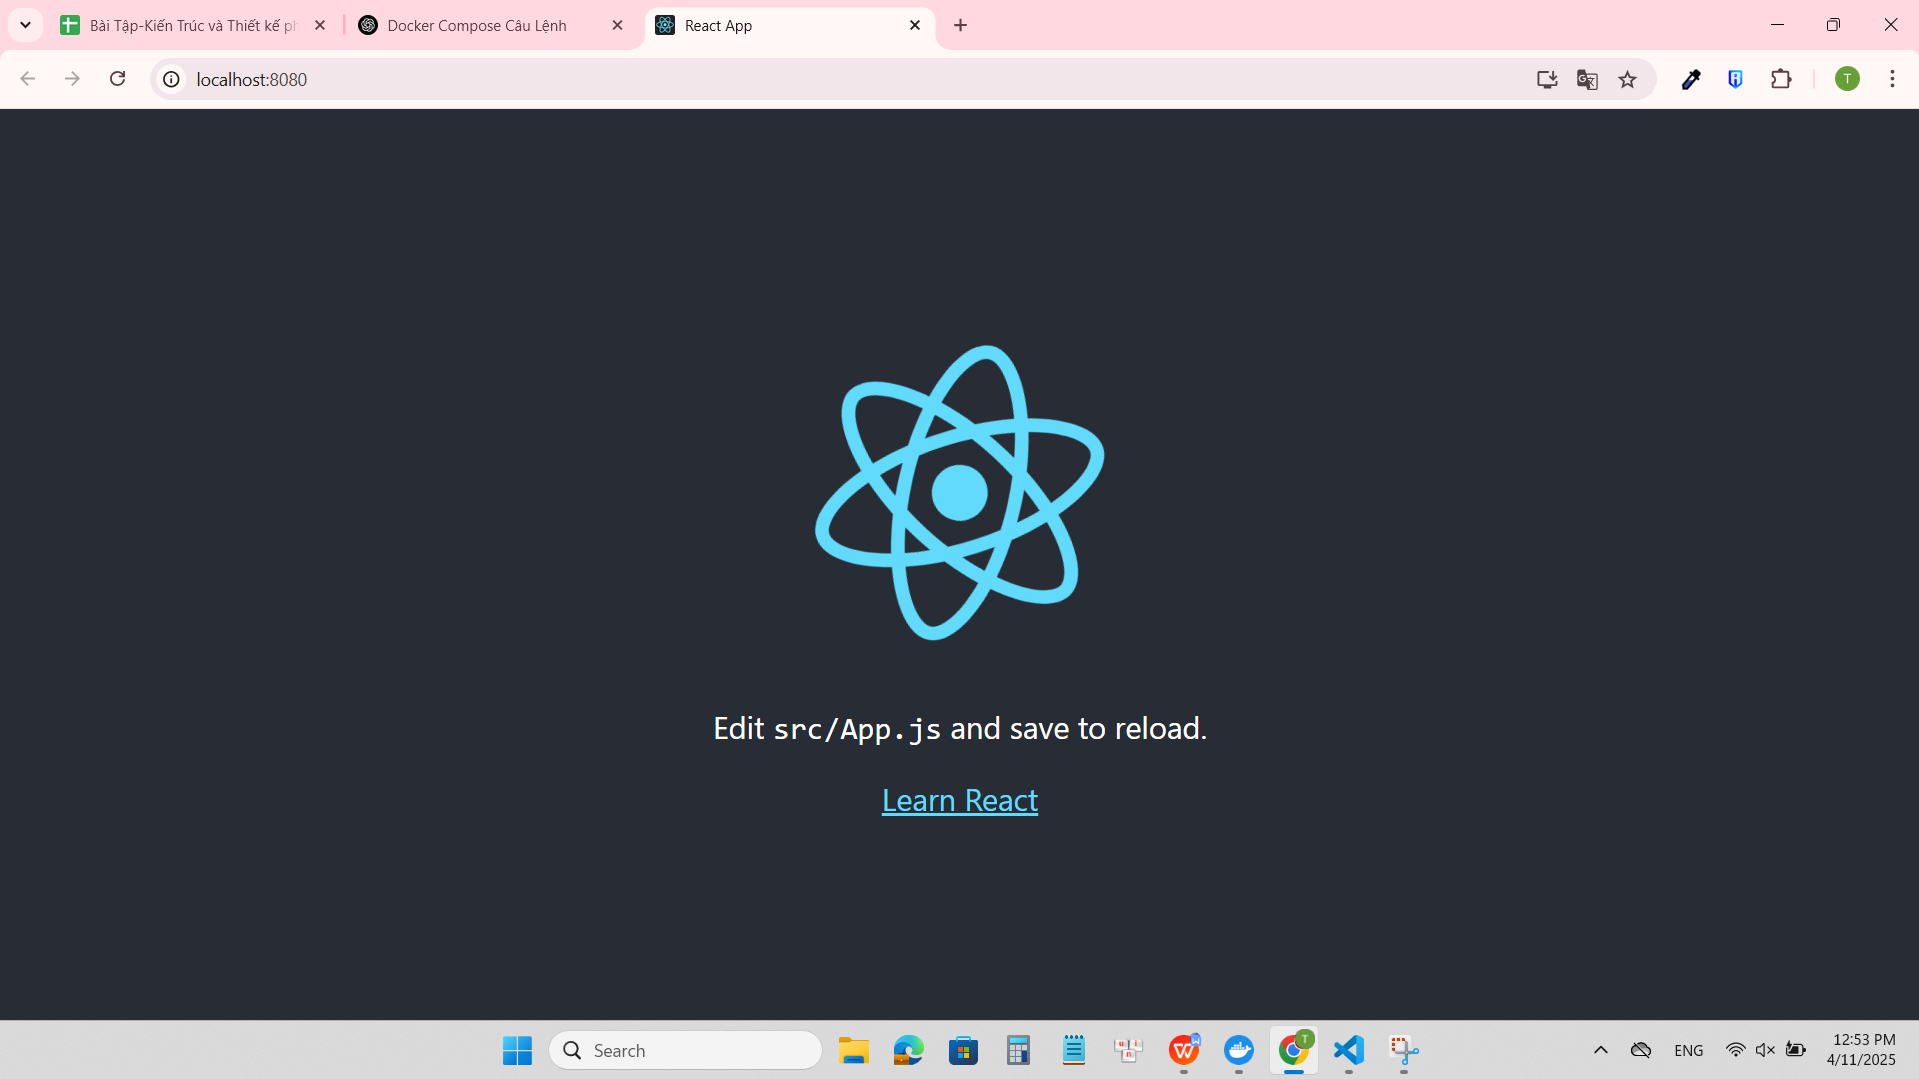 Bài Tập-Kiến Trúc và Thiết kế
Docker Compose Câu Lệnh
React App
localhost:8080
T
Edit src/App.js and save to reload.
Learn React
Search
T
ENG
12:53 PM
4/11/2025